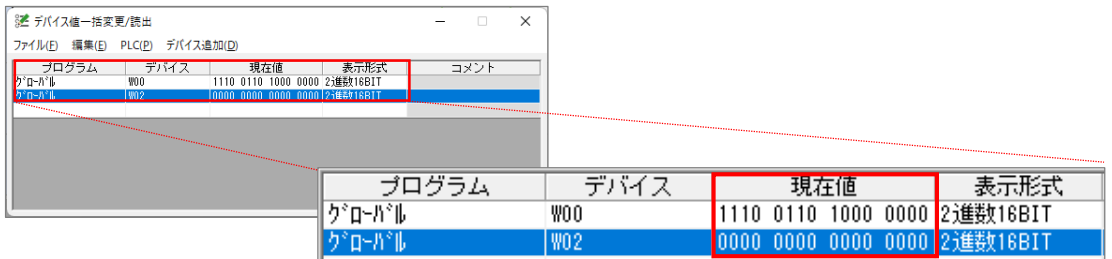 デバイス値一括変更/読出
ファイル(F) 編集(E) PLC(P) デバイス追加(D)
プログラム デバイス 現在値 表示形式 コメント
グローバル W00 1110 0110 1000 0000 2進数16BIT
グローバル W02 0000 0000 0000 0000 2進数16BIT
プログラム デバイス 現在値 表示形式
グローバル W00 1110 0110 1000 0000 2進数16BIT
グローバル W02 0000 0000 0000 0000 2進数16BIT